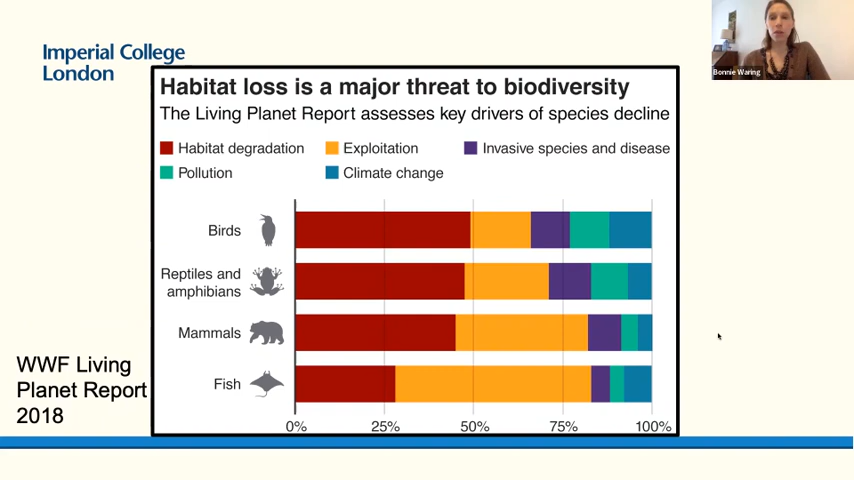 Imperial College
London
Bonnie Waring
Habitat loss is a major threat to biodiversity
The Living Planet Report assesses key drivers of species decline
Habitat degradation
Exploitation
Invasive species and disease
Pollution
Climate change
Birds
Reptiles and
amphibians
Mammals
Fish
0%
25%
50%
75%
100%
WWF Living
Planet Report
2018